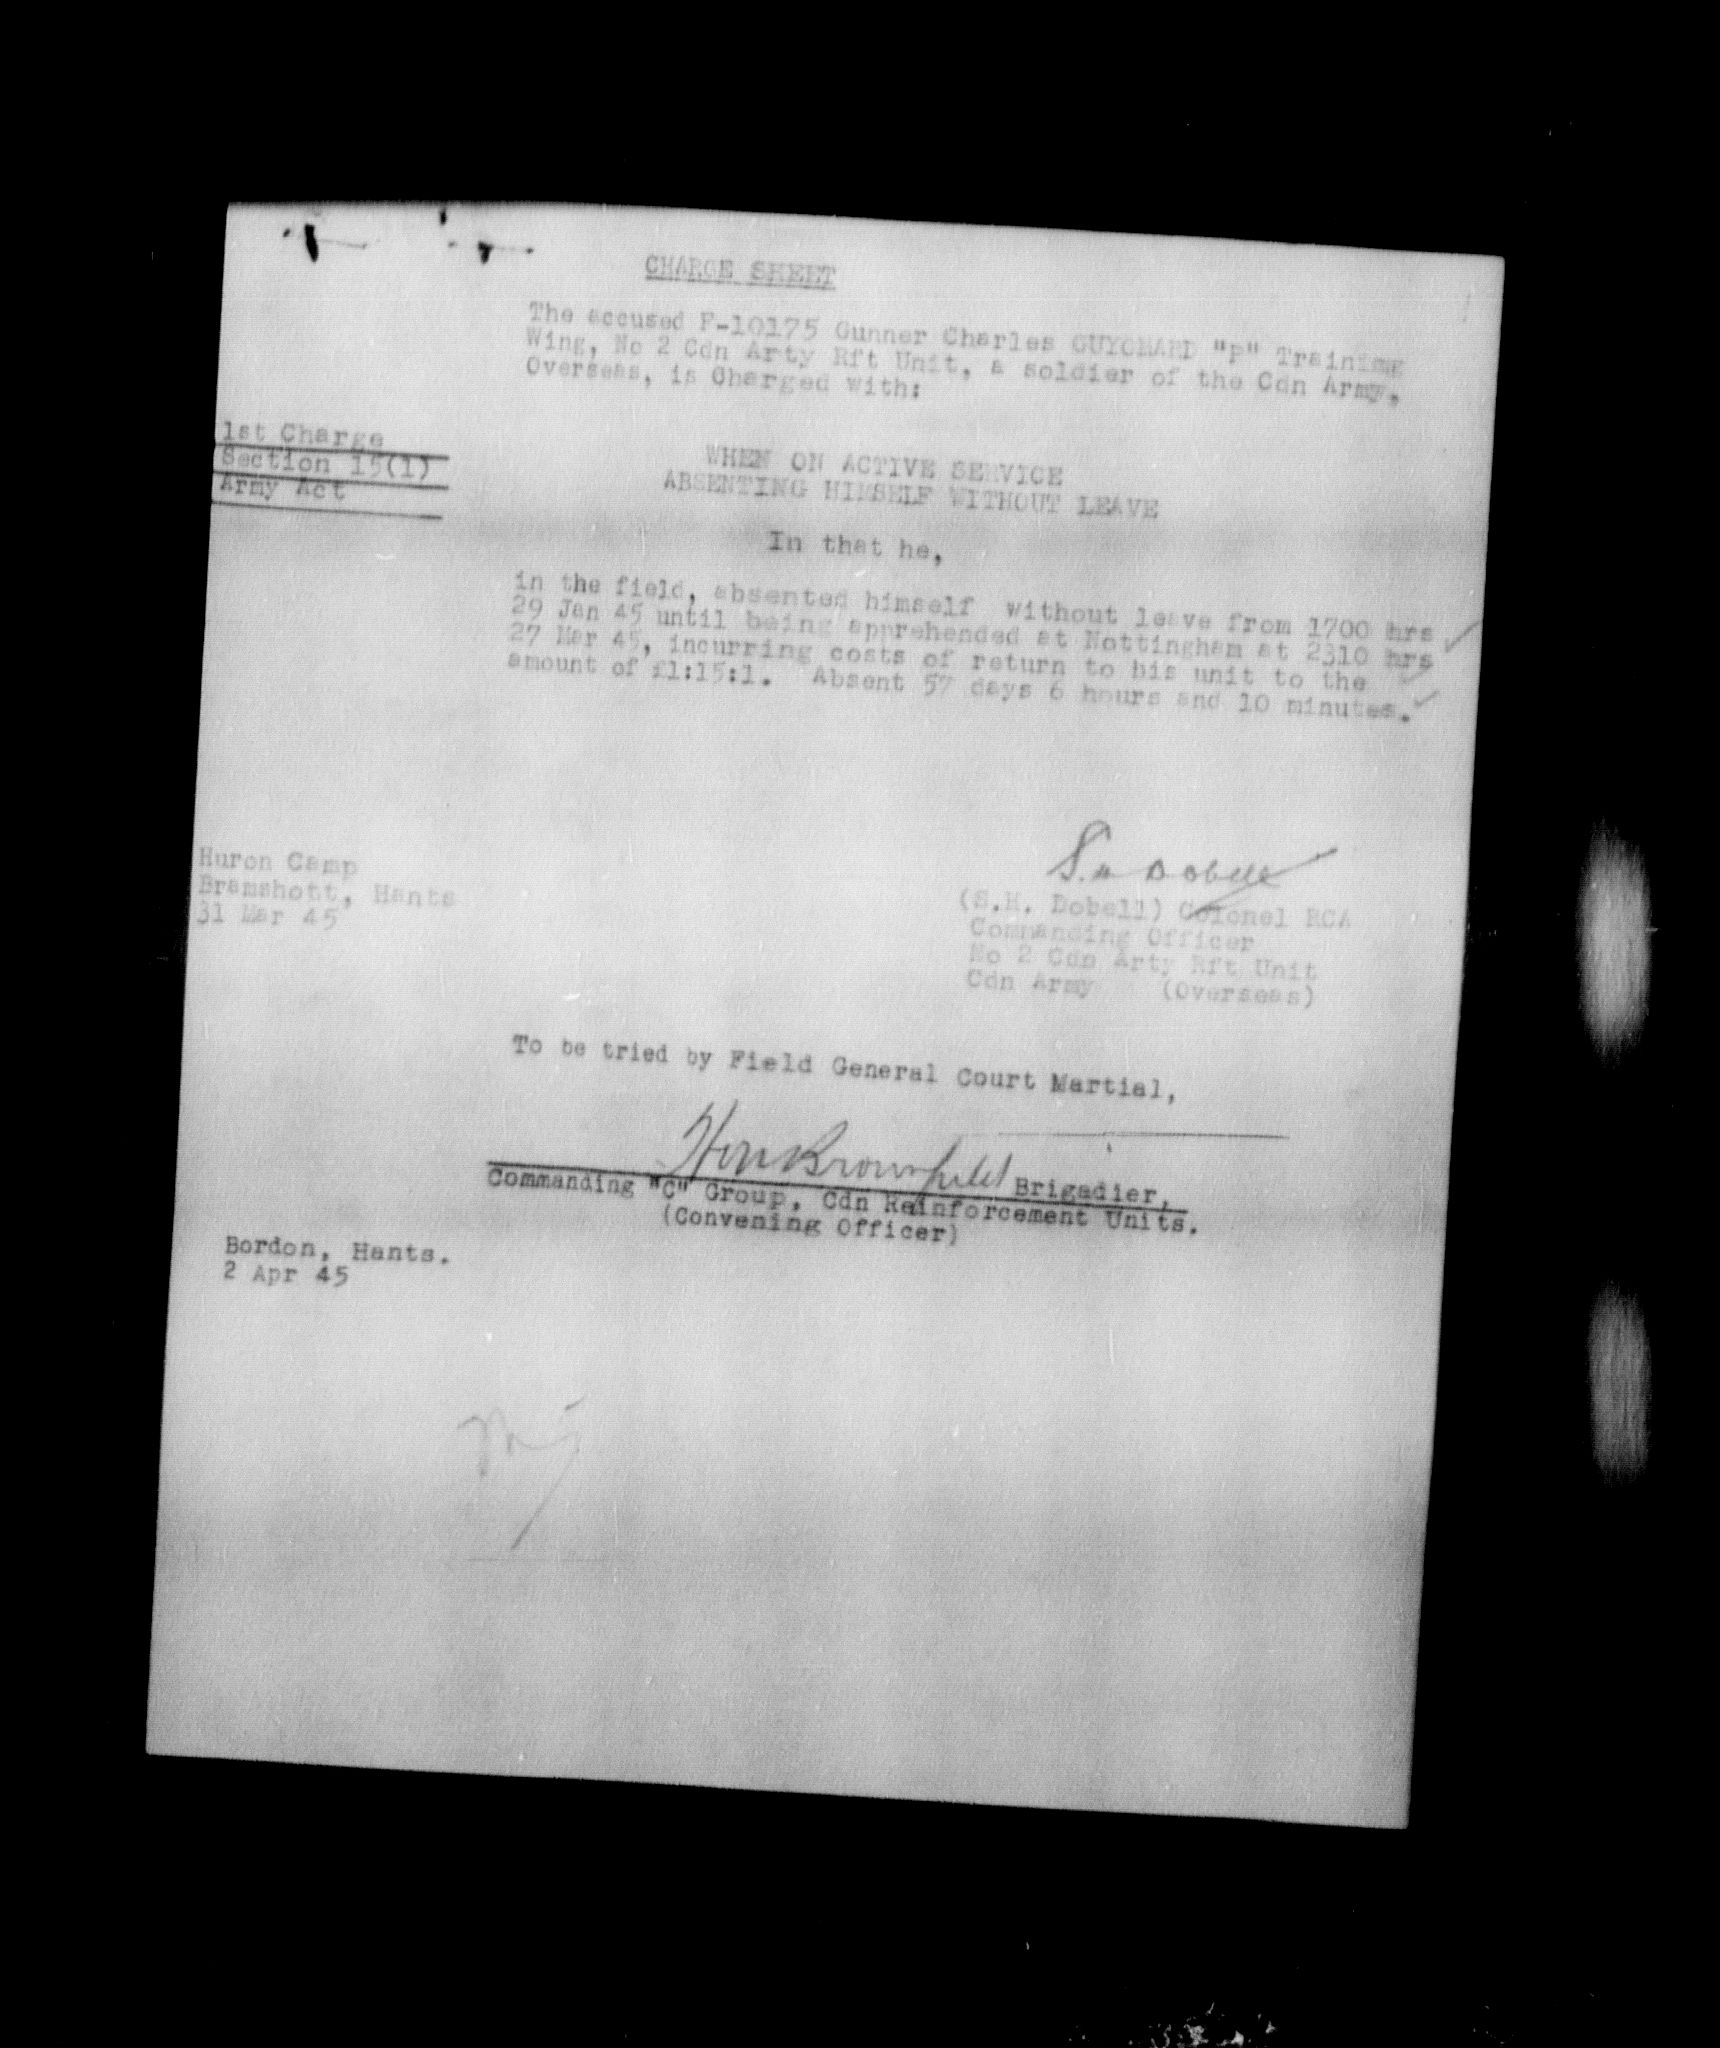 CHARGE SHEET
The accused F-10175 Gunner Charles GUYOMARD "P" Training
Wing, No 2 Cdn Arty Rft Unit, a soldier of the Cdn Army,
Overseas, is Charged with:
1st Charge
Section 15(1)
Army Act
WHEN ON ACTIVE SERVICE
ABSENTING HIMSELF WITHOUT LEAVE
In that he,
in the field, absented himself without leave from 1700 hrs
29 Jan 45 until being apprehended at Nottingham at 2310 hrs
27 Mar 45, incurring costs of return to his unit to the
amount of £1:15:1. Absent 57 days 6 hours and 10 minutes.
Huron Camp
Bramshott, Hants
31 Mar 45
S. H Dobell
(S.H. Dobell) Colonel RCA
Commanding Officer
No 2 Cdn Arty Rft Unit
Cdn Army (Overseas)
To be tried by Field General Court Martial,
Brownfield Brigadier,
Commanding "C" Group, Cdn Reinforcement Units.
(Convening Officer)
Bordon, Hants.
2 Apr 45